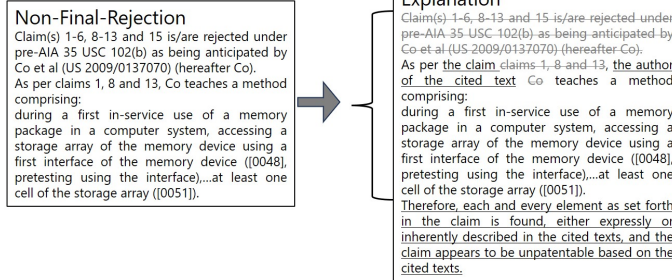 Non-Final-Rejection
Claim(s) 1-6, 8-13 and 15 is/are rejected under
pre-AIA 35 USC 102(b) as being anticipated by
Co et al (US 2009/0137070) (hereafter Co).
As per claims 1, 8 and 13, Co teaches a method
comprising:
during a first in-service use of a memory
package in a computer system, accessing a
storage array of the memory device using a
first interface of the memory device ([0048],
pretesting using the interface),...at least one
cell of the storage array ([0051]).
Explanation
Claim(s) 1-6, 8-13 and 15 is/are rejected under
pre-AIA 35 USC 102(b) as being anticipated by
Co et al (US 2009/0137070) (hereafter Co).
As per the claim claims 1, 8 and 13, the author
of the cited text Co teaches a method
comprising:
during a first in-service use of a memory
package in a computer system, accessing a
storage array of the memory device using a
first interface of the memory device ([0048],
pretesting using the interface),...at least one
cell of the storage array ([0051]).
Therefore, each and every element as set forth
in the claim is found, either expressly or
inherently described in the cited texts, and the
claim appears to be unpatentable based on the
cited texts.